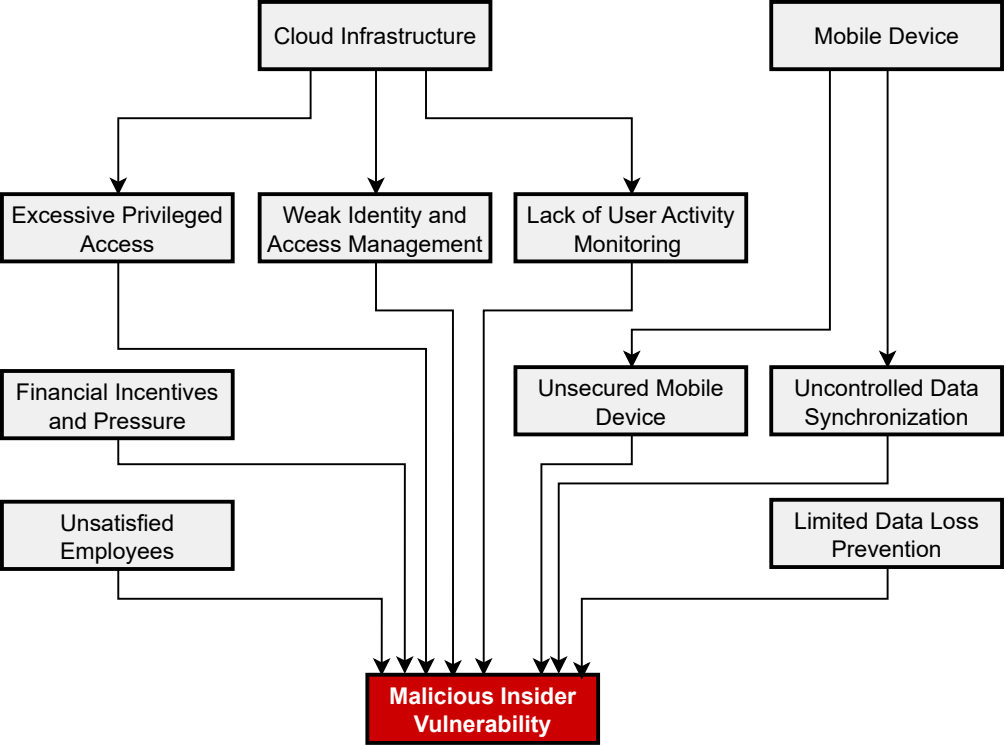 Cloud Infrastructure
Mobile Device
Excessive Privileged
Access
Weak Identity and
Access Management
Lack of User Activity
Monitoring
Financial Incentives
and Pressure
Unsecured Mobile
Device
Uncontrolled Data
Synchronization
Unsatisfied
Employees
Limited Data Loss
Prevention
Malicious Insider
Vulnerability